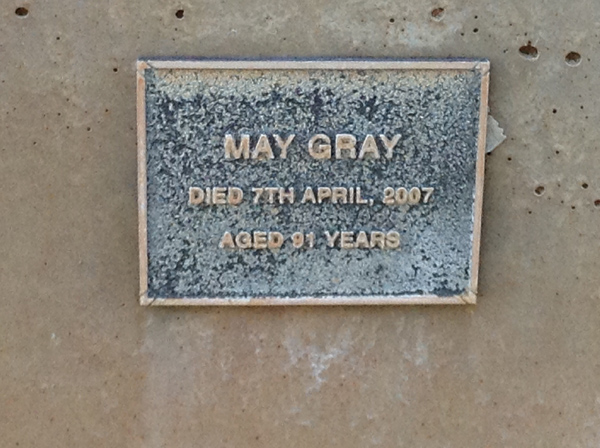 MAY GRAY
DIED 7TH APRIL, 2007
AGED 91 YEARS